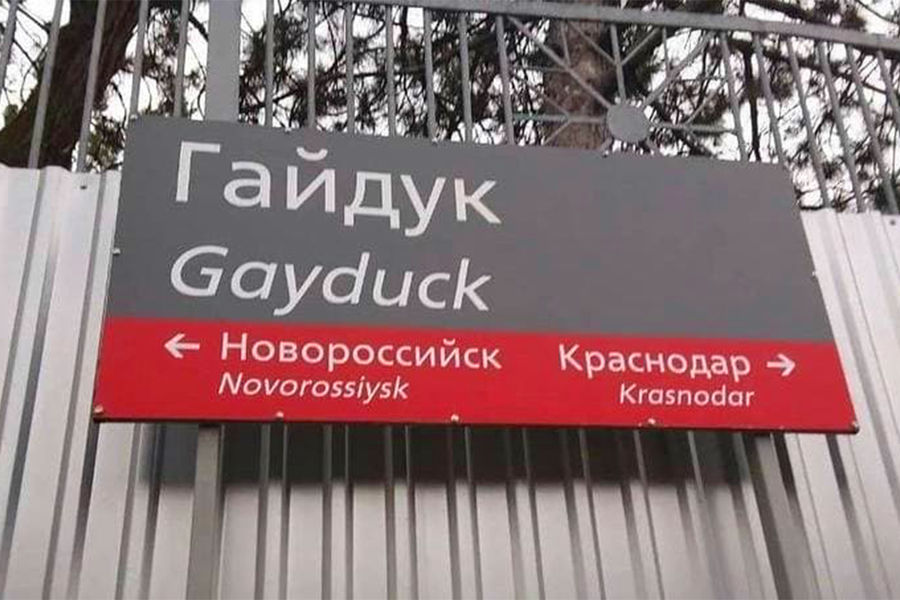 Гайдук
Gayduck
← Новороссийск
Novorossiysk
Краснодар →
Krasnodar